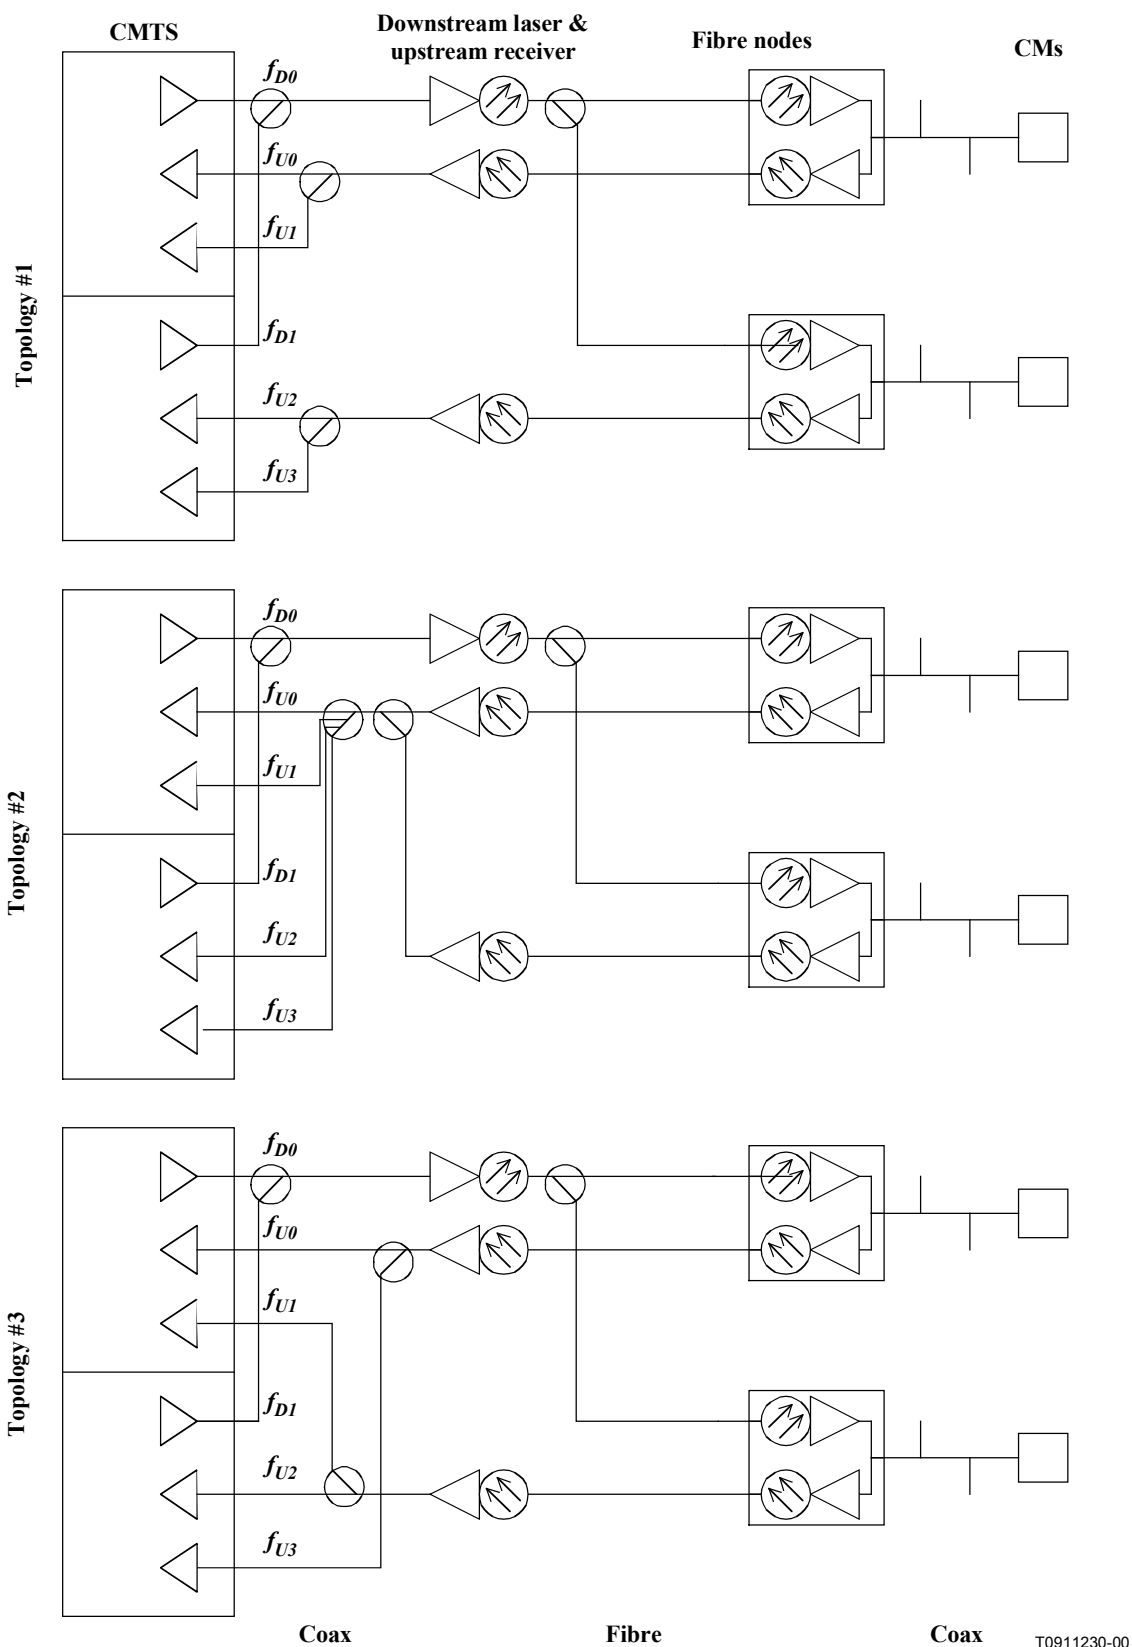 CMTS
Downstream laser &
upstream receiver
Fibre nodes
CMs
Topology #1
fD0
fU0
fU1
fD1
fU2
fU3
Topology #2
fD0
fU0
fU1
fD1
fU2
fU3
Topology #3
fD0
fU0
fU1
fD1
fU2
fU3
Coax
Fibre
Coax
T0911230-00